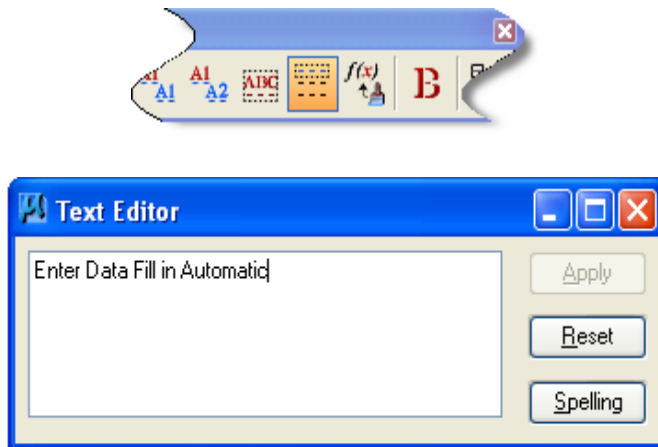 A1 A1 A1 A2 ABC f(x) B
Text Editor
Enter Data Fill in Automatic
Apply
Reset
Spelling